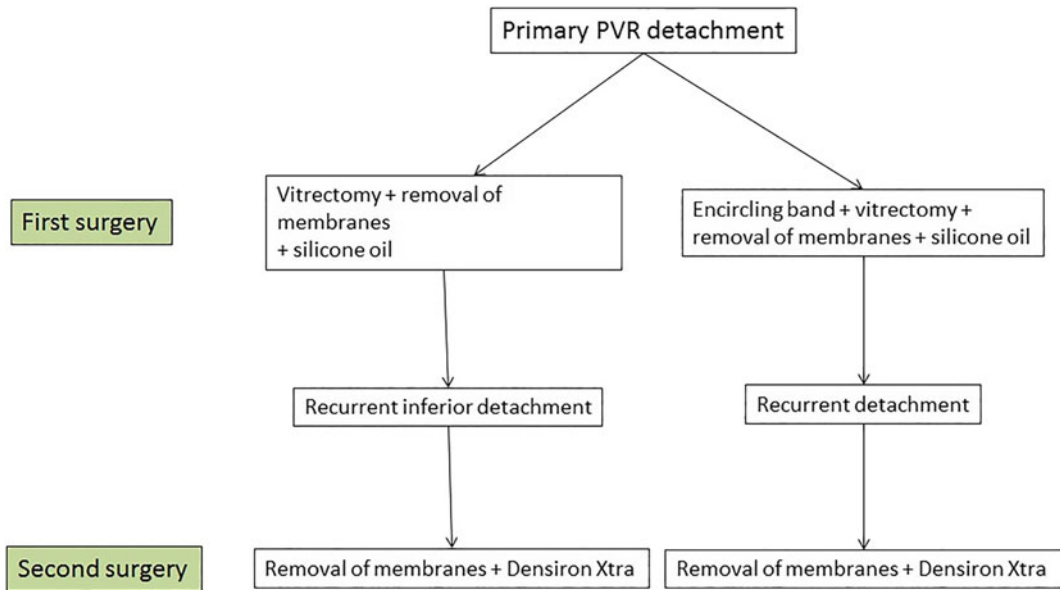 Primary PVR detachment
First surgery
Vitrectomy + removal of
membranes
+ silicone oil
Encircling band + vitrectomy +
removal of membranes + silicone oil
Recurrent inferior detachment
Recurrent detachment
Second surgery
Removal of membranes + Densiron Xtra
Removal of membranes + Densiron Xtra